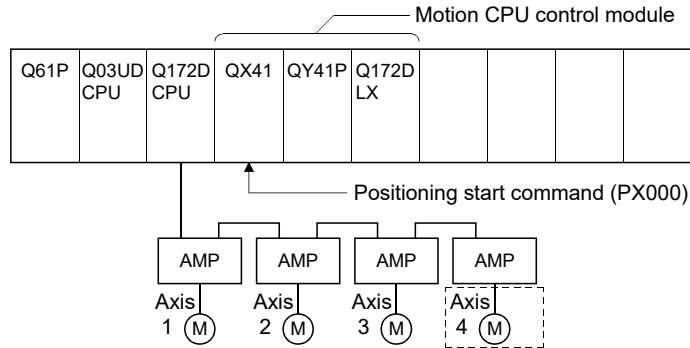 Motion CPU control module
Q61P
Q03UD
CPU
Q172D
CPU
QX41
QY41P
Q172D
LX
Positioning start command (PX000)
AMP
AMP
AMP
AMP
Axis
1
M
Axis
2
M
Axis
3
M
Axis
4
M